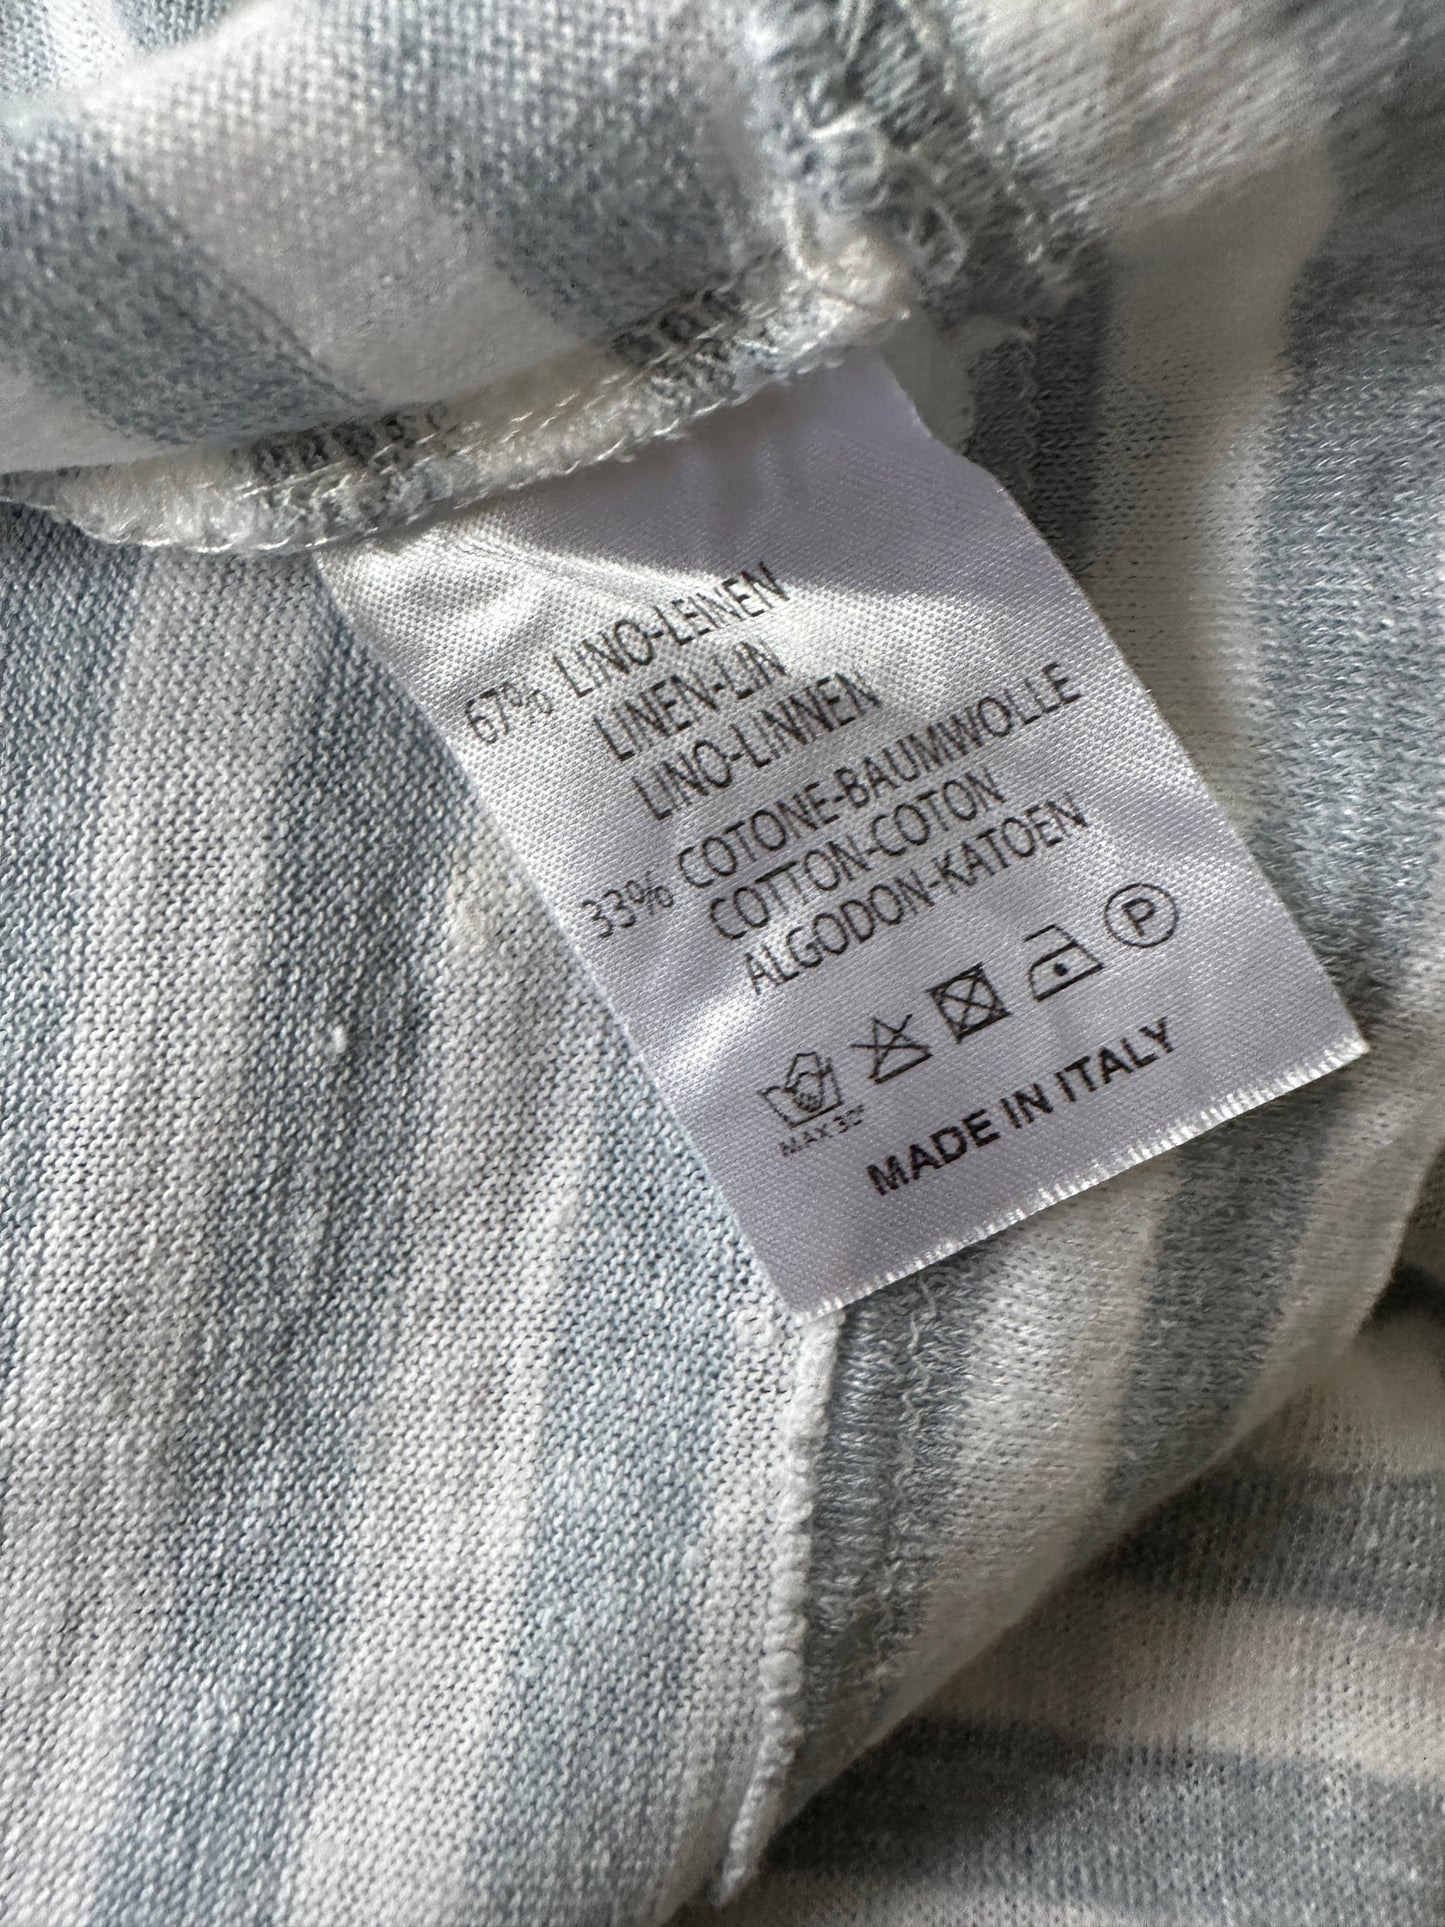 67% LINO-LEINEN
LINEN-LIN
LINO-LINNEN
33% COTONE-BAUMWOLLE
COTTON-COTON
ALGODON-KATOEN
P
MAX 30°
MADE IN ITALY